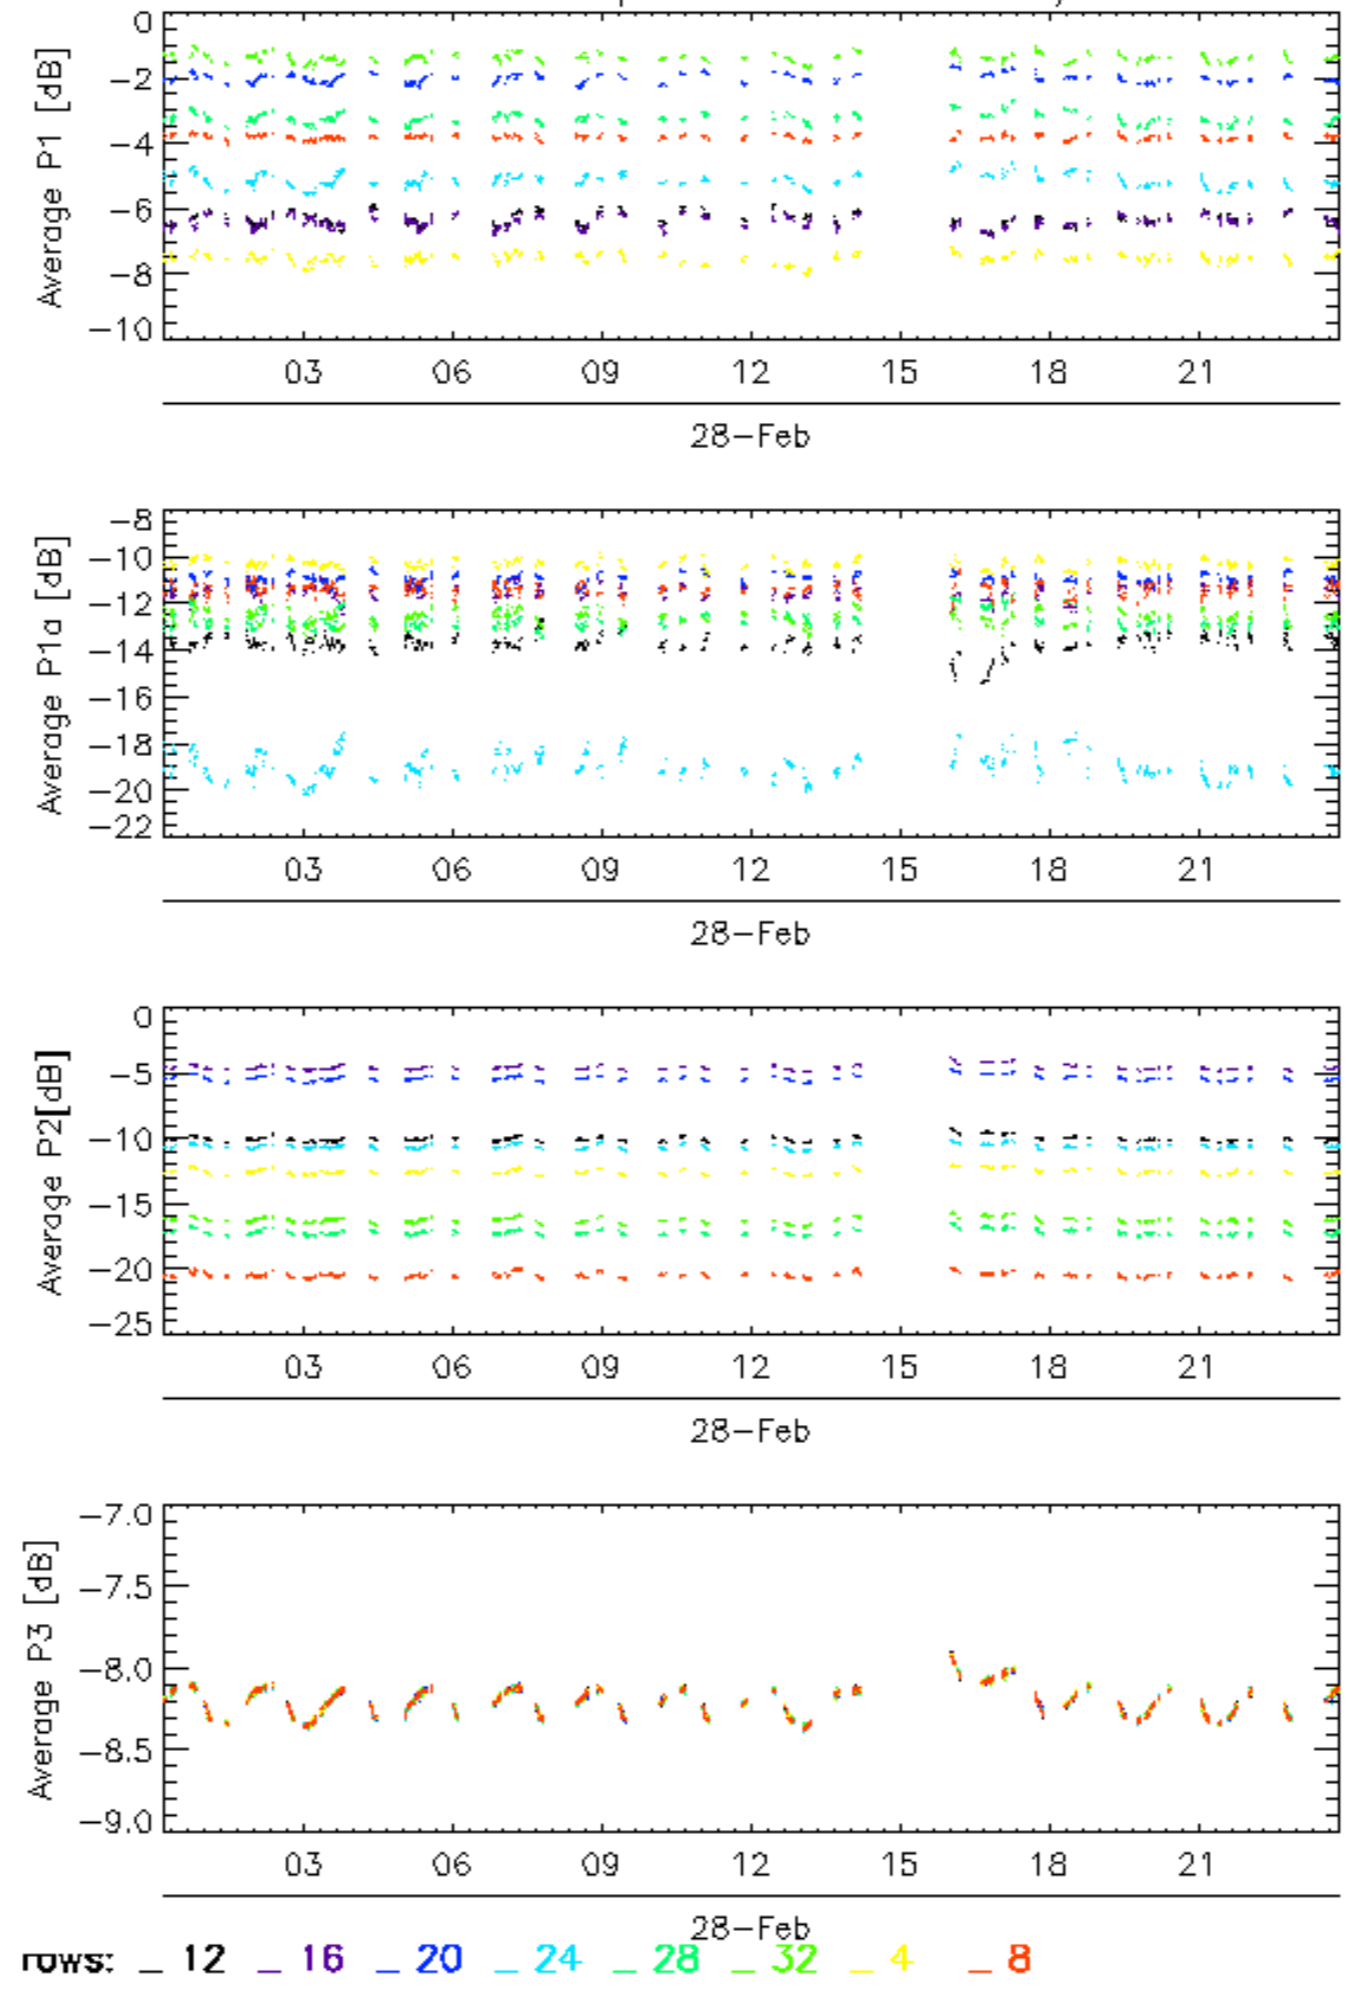 0
−2
−4
−6
−8
−10
Average P1 [dB]
03 06 09 12 15 18 21
28−Feb
−8
−10
−12
−14
−16
−18
−20
−22
Average P1a [dB]
03 06 09 12 15 18 21
28−Feb
0
−5
−10
−15
−20
−25
Average P2[dB]
03 06 09 12 15 18 21
28−Feb
−7.0
−7.5
−8.0
−8.5
−9.0
Average P3 [dB]
03 06 09 12 15 18 21
28−Feb
rows: _ 12 _ 16 _ 20 _ 24 _ 28 _ 32 _ 4 _ 8